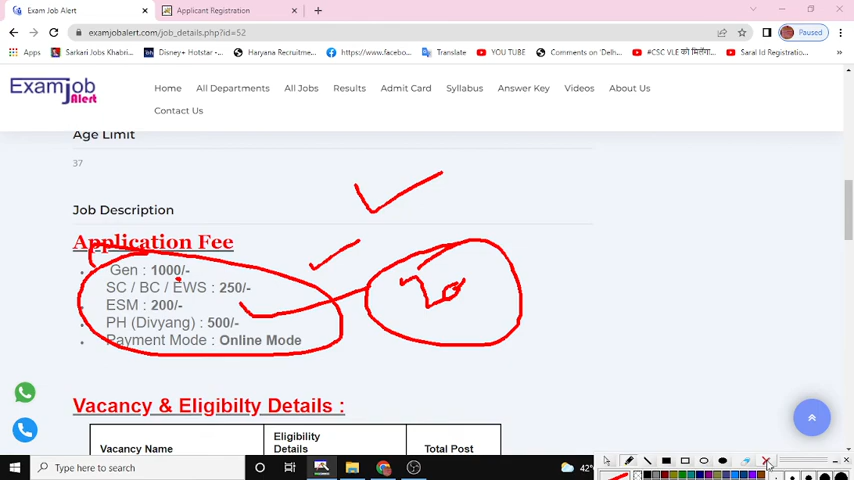 Exam Job Alert
Applicant Registration
examjobalert.com/job_details.php?id=52
Paused
Apps
Sarkari Jobs Khabri...
Disney+ Hotstar -...
Haryana Recruitme...
https://www.facebo...
Translate
YOU TUBE
Comments on 'Delh...
#CSC VLE को मिलेंगे...
Saral Id Registratio...
Examjob
Alert
Home
All Departments
All Jobs
Results
Admit Card
Syllabus
Answer Key
Videos
About Us
Contact Us
Age Limit
37
Job Description
Application Fee
Gen : 1000/-
SC / BC / EWS : 250/-
ESM : 200/-
PH (Divyang) : 500/-
Payment Mode : Online Mode
Vacancy & Eligibilty Details :
Vacancy Name
Eligibility
Details
Total Post
Type here to search
42°